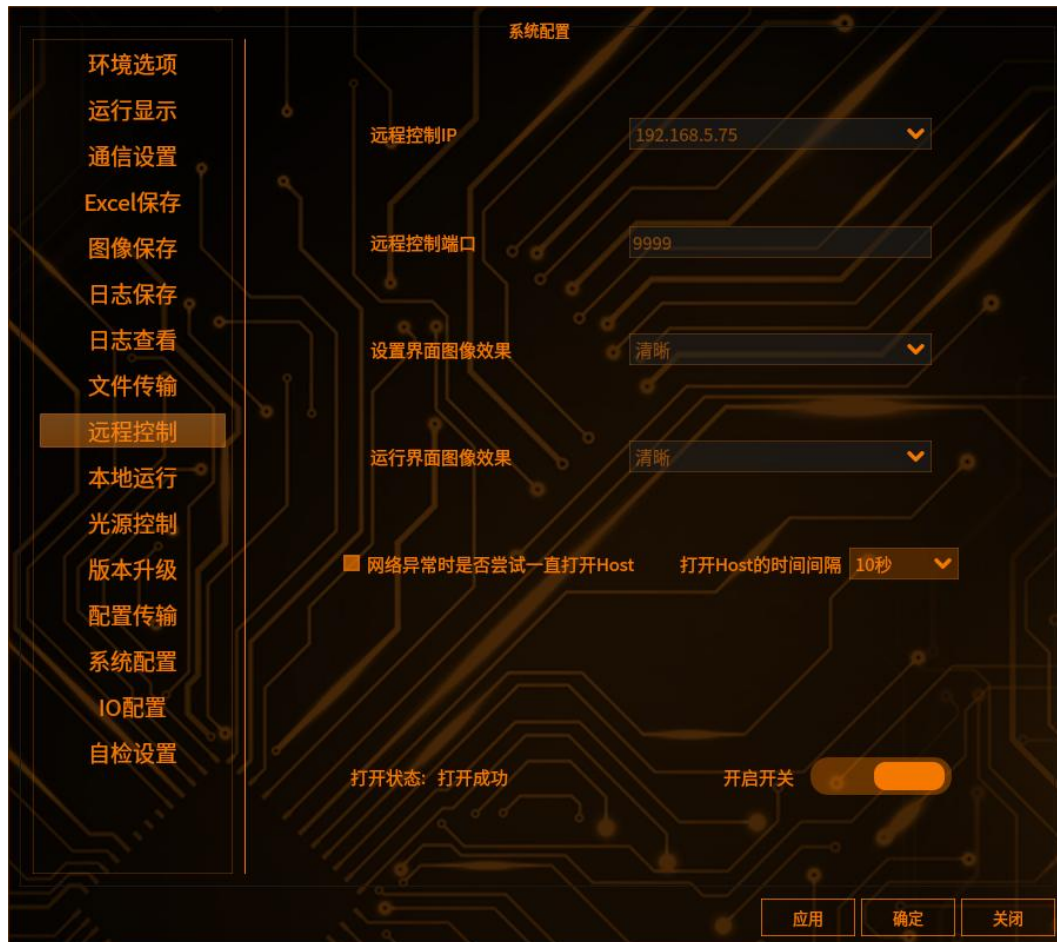 系统配置
环境选项
运行显示
通信设置
Excel保存
图像保存
日志保存
日志查看
文件传输
远程控制
本地运行
光源控制
版本升级
配置传输
系统配置
IO配置
自检设置
远程控制IP 192.168.5.75
远程控制端口 9999
设置界面图像效果 清晰
运行界面图像效果 清晰
网络异常时是否尝试一直打开Host 打开Host的时间间隔 10秒
打开状态: 打开成功 开启开关
应用 确定 关闭